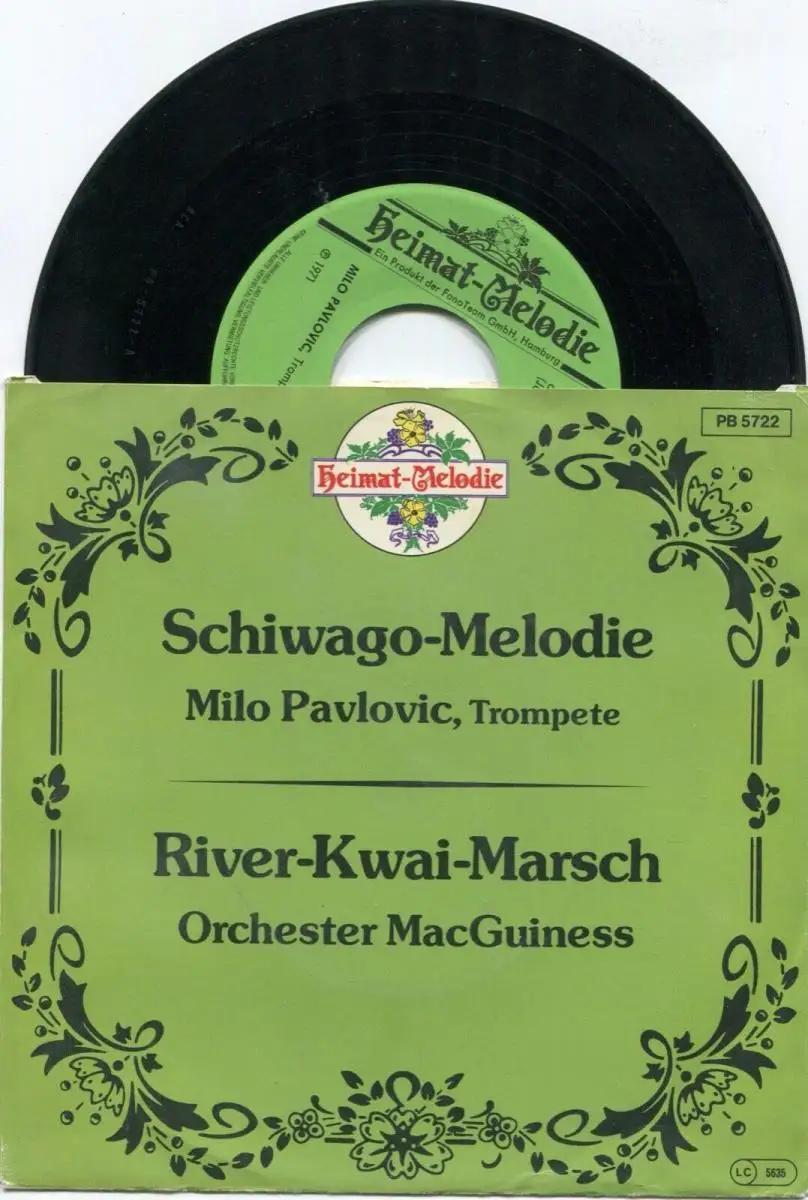 Heimat-Melodie
Ein Produkt der FonoTeam GmbH, Hamburg
℗ 1971
MILO PAVLOVIC, Tromp
PB 5722
Heimat-Melodie
Schiwago-Melodie
Milo Pavlovic, Trompete
River-Kwai-Marsch
Orchester MacGuiness
LC 5635